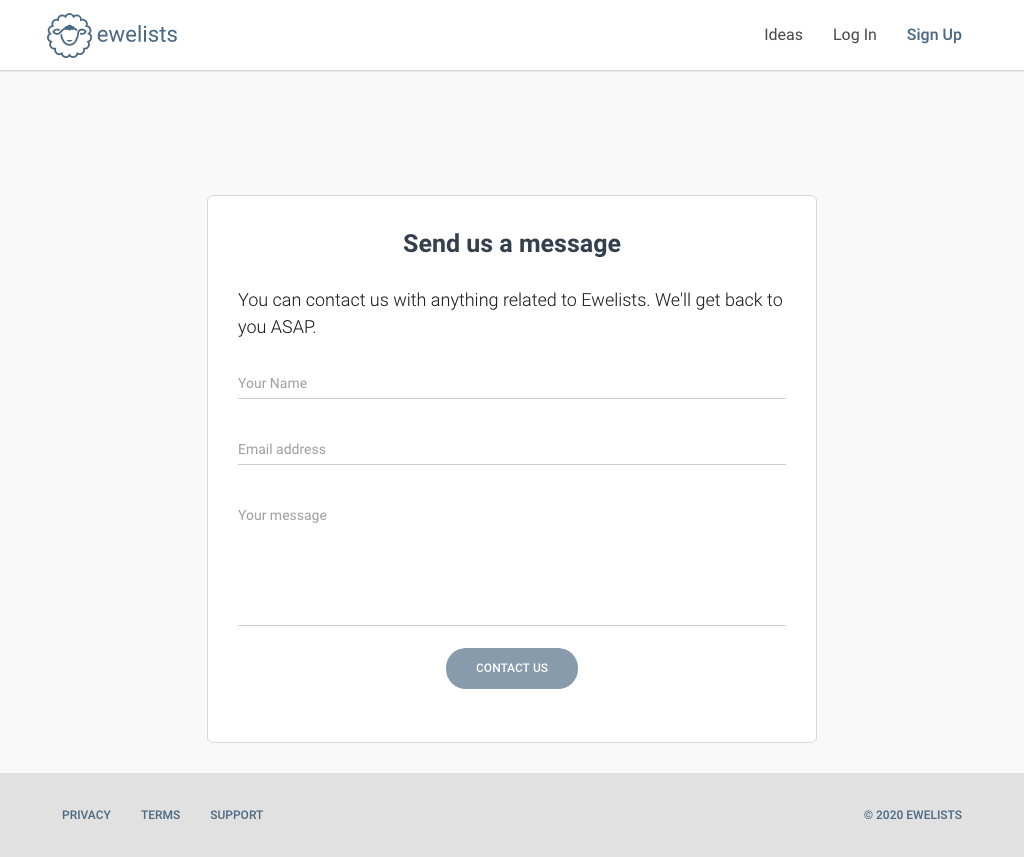 ewelists
Ideas
Log In
Sign Up
Send us a message
You can contact us with anything related to Ewelists. We'll get back to
you ASAP.
Your Name
Email address
Your message
CONTACT US
PRIVACY
TERMS
SUPPORT
© 2020 EWELISTS